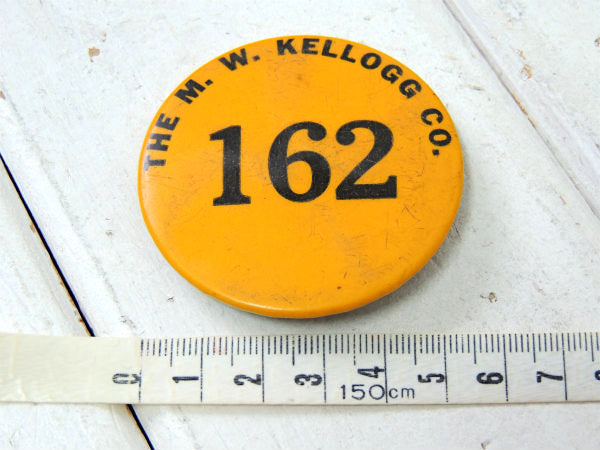 THE M. W. KELLOGG CO.
162
0 1 2 3 4 5 6 7
150cm